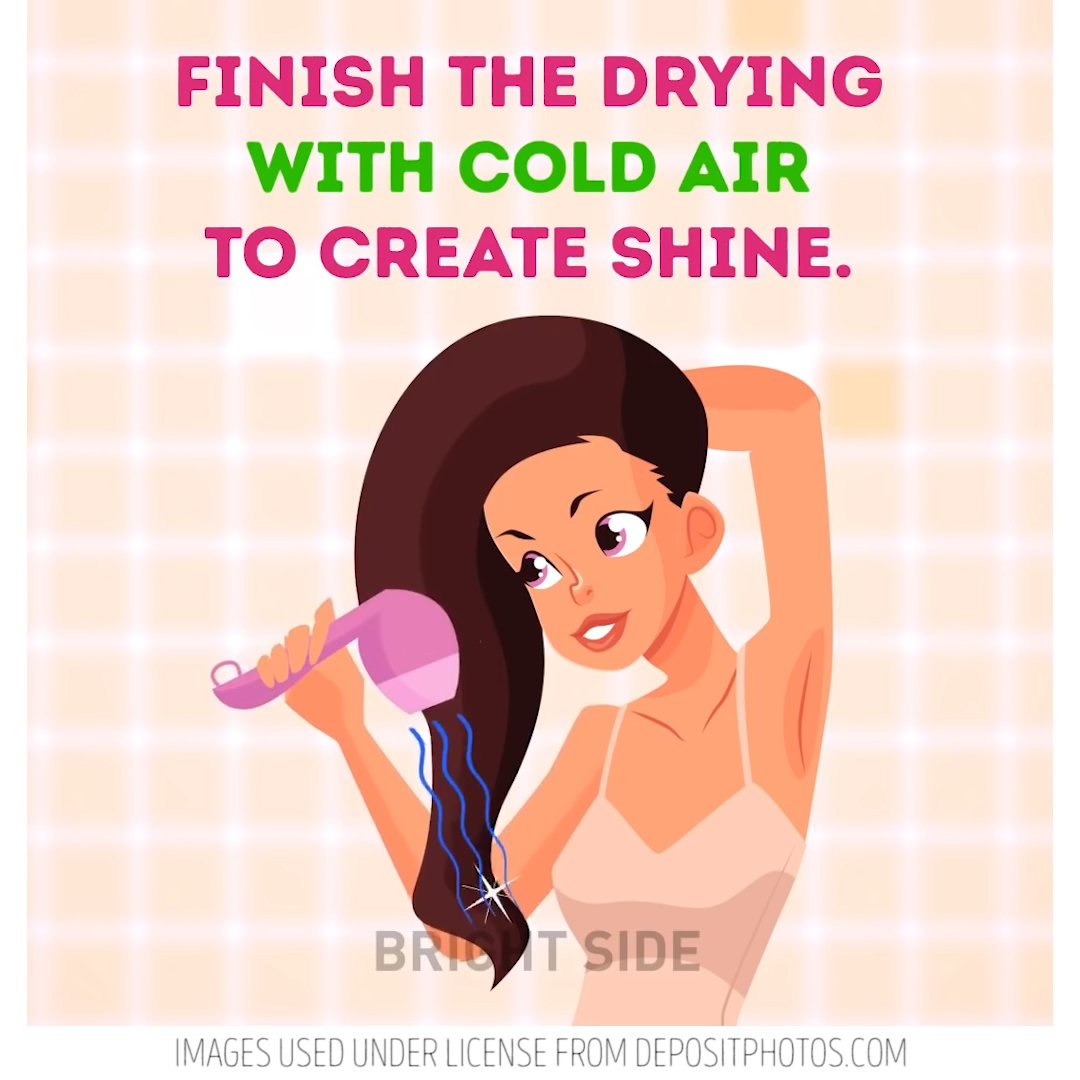 FINISH THE DRYING
WITH COLD AIR
TO CREATE SHINE.
BRIGHT SIDE
IMAGES USED UNDER LICENSE FROM DEPOSITPHOTOS.COM